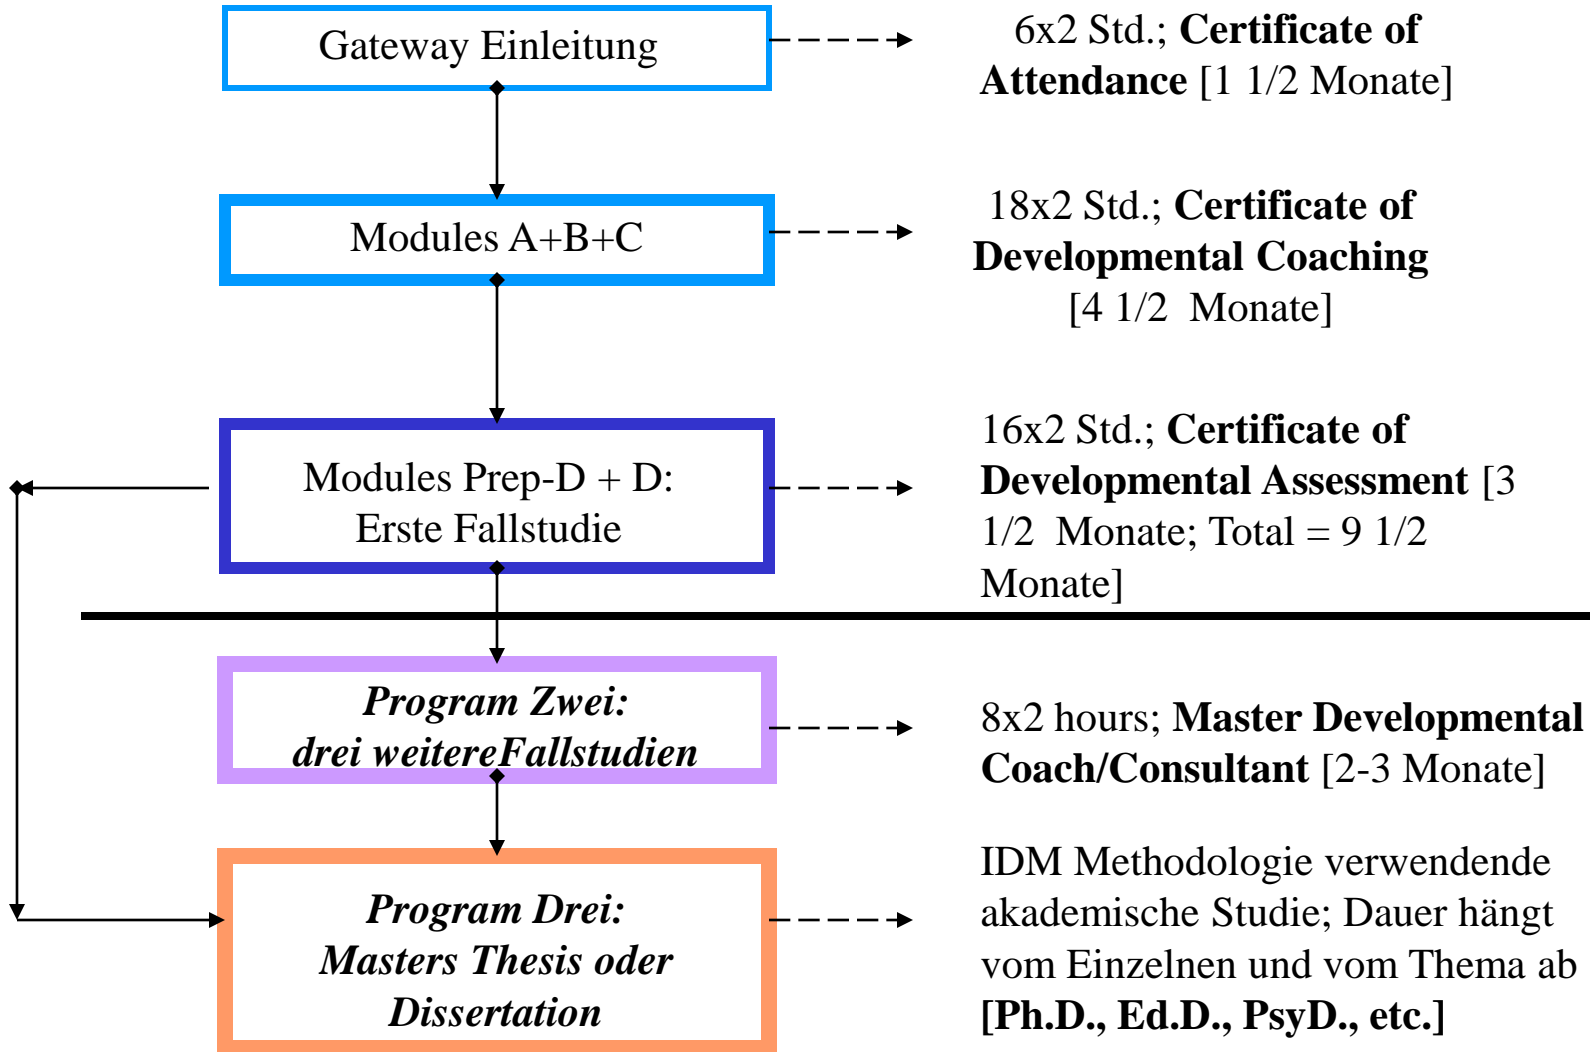 Gateway Einleitung
6x2 Std.; Certificate of
Attendance [1 1/2 Monate]
Modules A+B+C
18x2 Std.; Certificate of
Developmental Coaching
[4 1/2 Monate]
Modules Prep-D + D:
Erste Fallstudie
16x2 Std.; Certificate of
Developmental Assessment [3
1/2 Monate; Total = 9 1/2
Monate]
Program Zwei:
drei weitereFallstudien
8x2 hours; Master Developmental
Coach/Consultant [2-3 Monate]
Program Drei:
Masters Thesis oder
Dissertation
IDM Methodologie verwendende
akademische Studie; Dauer hängt
vom Einzelnen und vom Thema ab
[Ph.D., Ed.D., PsyD., etc.]